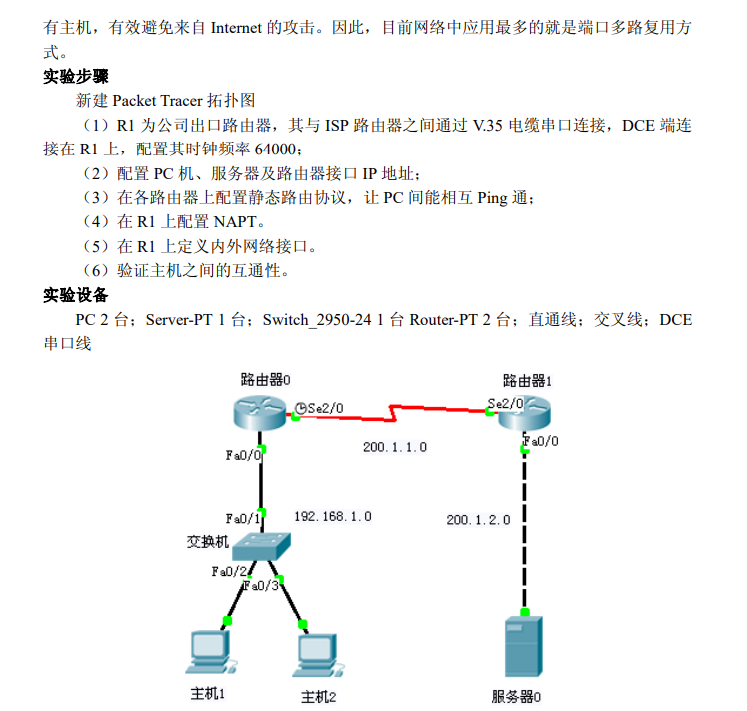 有主机，有效避免来自 Internet 的攻击。因此，目前网络中应用最多的就是端口多路复用方
式。
实验步骤
新建 Packet Tracer 拓扑图
（1）R1 为公司出口路由器，其与 ISP 路由器之间通过 V.35 电缆串口连接，DCE 端连
接在 R1 上，配置其时钟频率 64000；
（2）配置 PC 机、服务器及路由器接口 IP 地址；
（3）在各路由器上配置静态路由协议，让 PC 间能相互 Ping 通；
（4）在 R1 上配置 NAPT。
（5）在 R1 上定义内外网络接口。
（6）验证主机之间的互通性。
实验设备
PC 2 台；Server-PT 1 台；Switch_2950-24 1 台 Router-PT 2 台；直通线；交叉线；DCE
串口线
路由器0
路由器1
Se2/0
Se2/0
Fa0/0
200.1.1.0
Fa0/0
Fa0/1
192.168.1.0
200.1.2.0
交换机
Fa0/2
Fa0/3
主机1
主机2
服务器0